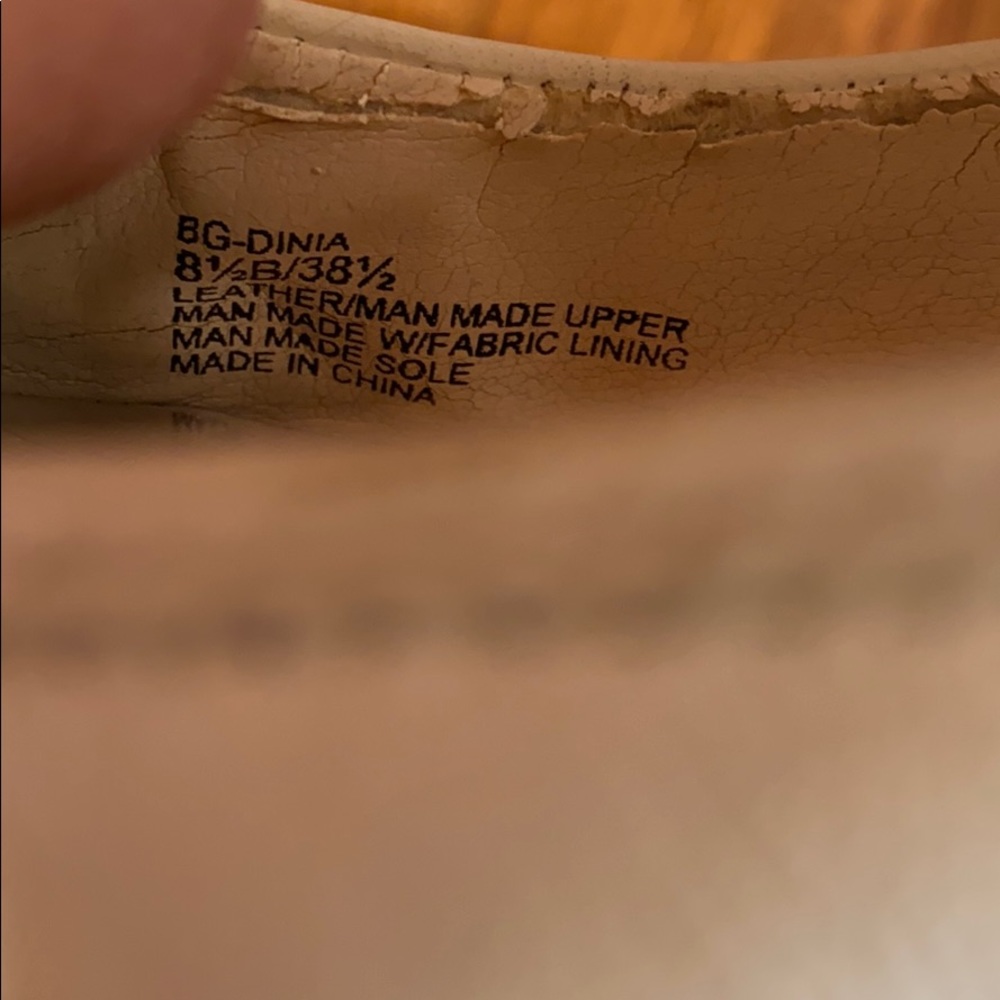 BG-DINIA
8½B/38½
LEATHER/MAN MADE UPPER
MAN MADE W/FABRIC LINING
MAN MADE SOLE
MADE IN CHINA